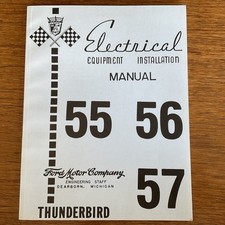 Electrical
EQUIPMENT INSTALLATION
MANUAL
55 56
Ford Motor Company
ENGINEERING STAFF
DEARBORN, MICHIGAN
57
THUNDERBIRD